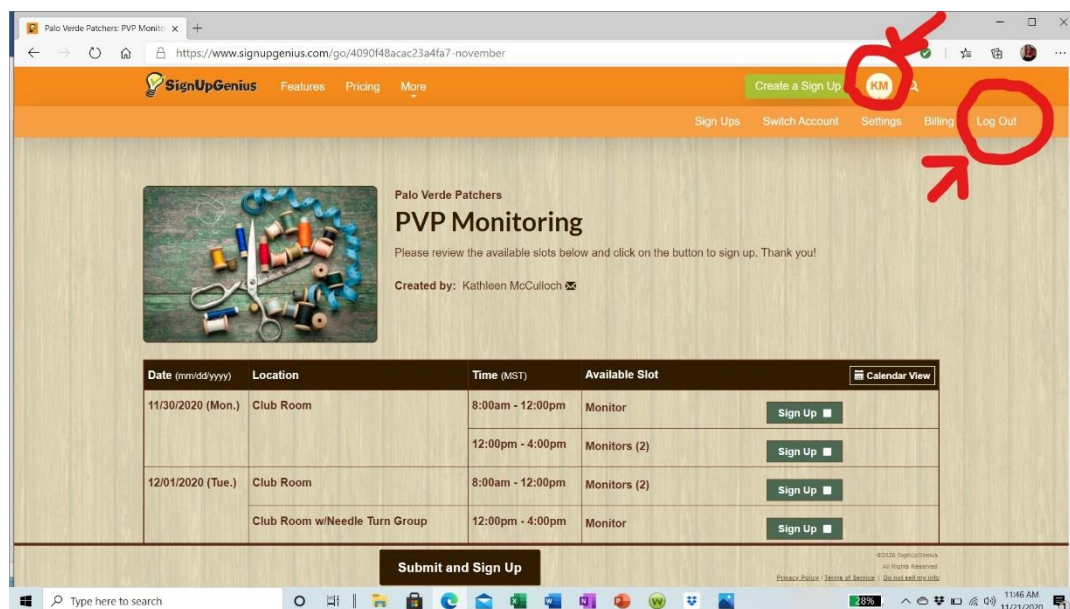 Palo Verde Patchers: PVP Monito
https://www.signupgenius.com/go/4090f48acac23a4fa7-november
SignUpGenius Features Pricing More Create a Sign Up KM
Sign Ups Switch Account Settings Billing Log Out
Palo Verde Patchers
PVP Monitoring
Please review the available slots below and click on the button to sign up. Thank you!
Created by: Kathleen McCulloch
Date (mm/dd/yyyy) Location Time (MST) Available Slot Calendar View
11/30/2020 (Mon.) Club Room 8:00am - 12:00pm Monitor Sign Up
12:00pm - 4:00pm Monitors (2) Sign Up
12/01/2020 (Tue.) Club Room 8:00am - 12:00pm Monitors (2) Sign Up
Club Room w/Needle Turn Group 12:00pm - 4:00pm Monitor Sign Up
Submit and Sign Up
©2020 SignUpGenius
All Rights Reserved
Privacy Policy | Terms of Service | Do not sell my info
Type here to search 28% 11:46 AM
11/21/2020